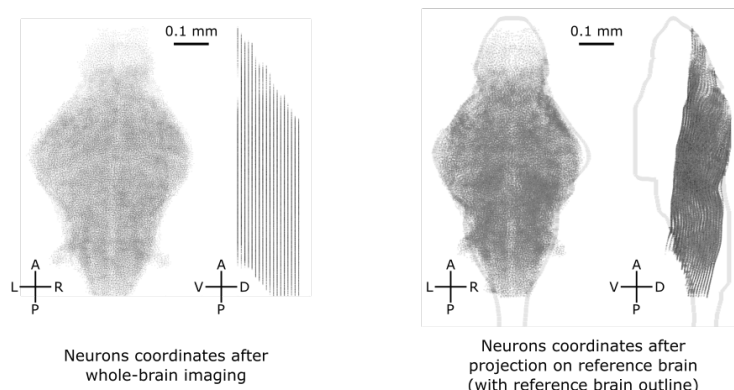 0.1 mm
A
L R
P
A
V D
P
Neurons coordinates after
whole-brain imaging
0.1 mm
A
L R
P
A
V D
P
Neurons coordinates after
projection on reference brain
(with reference brain outline)